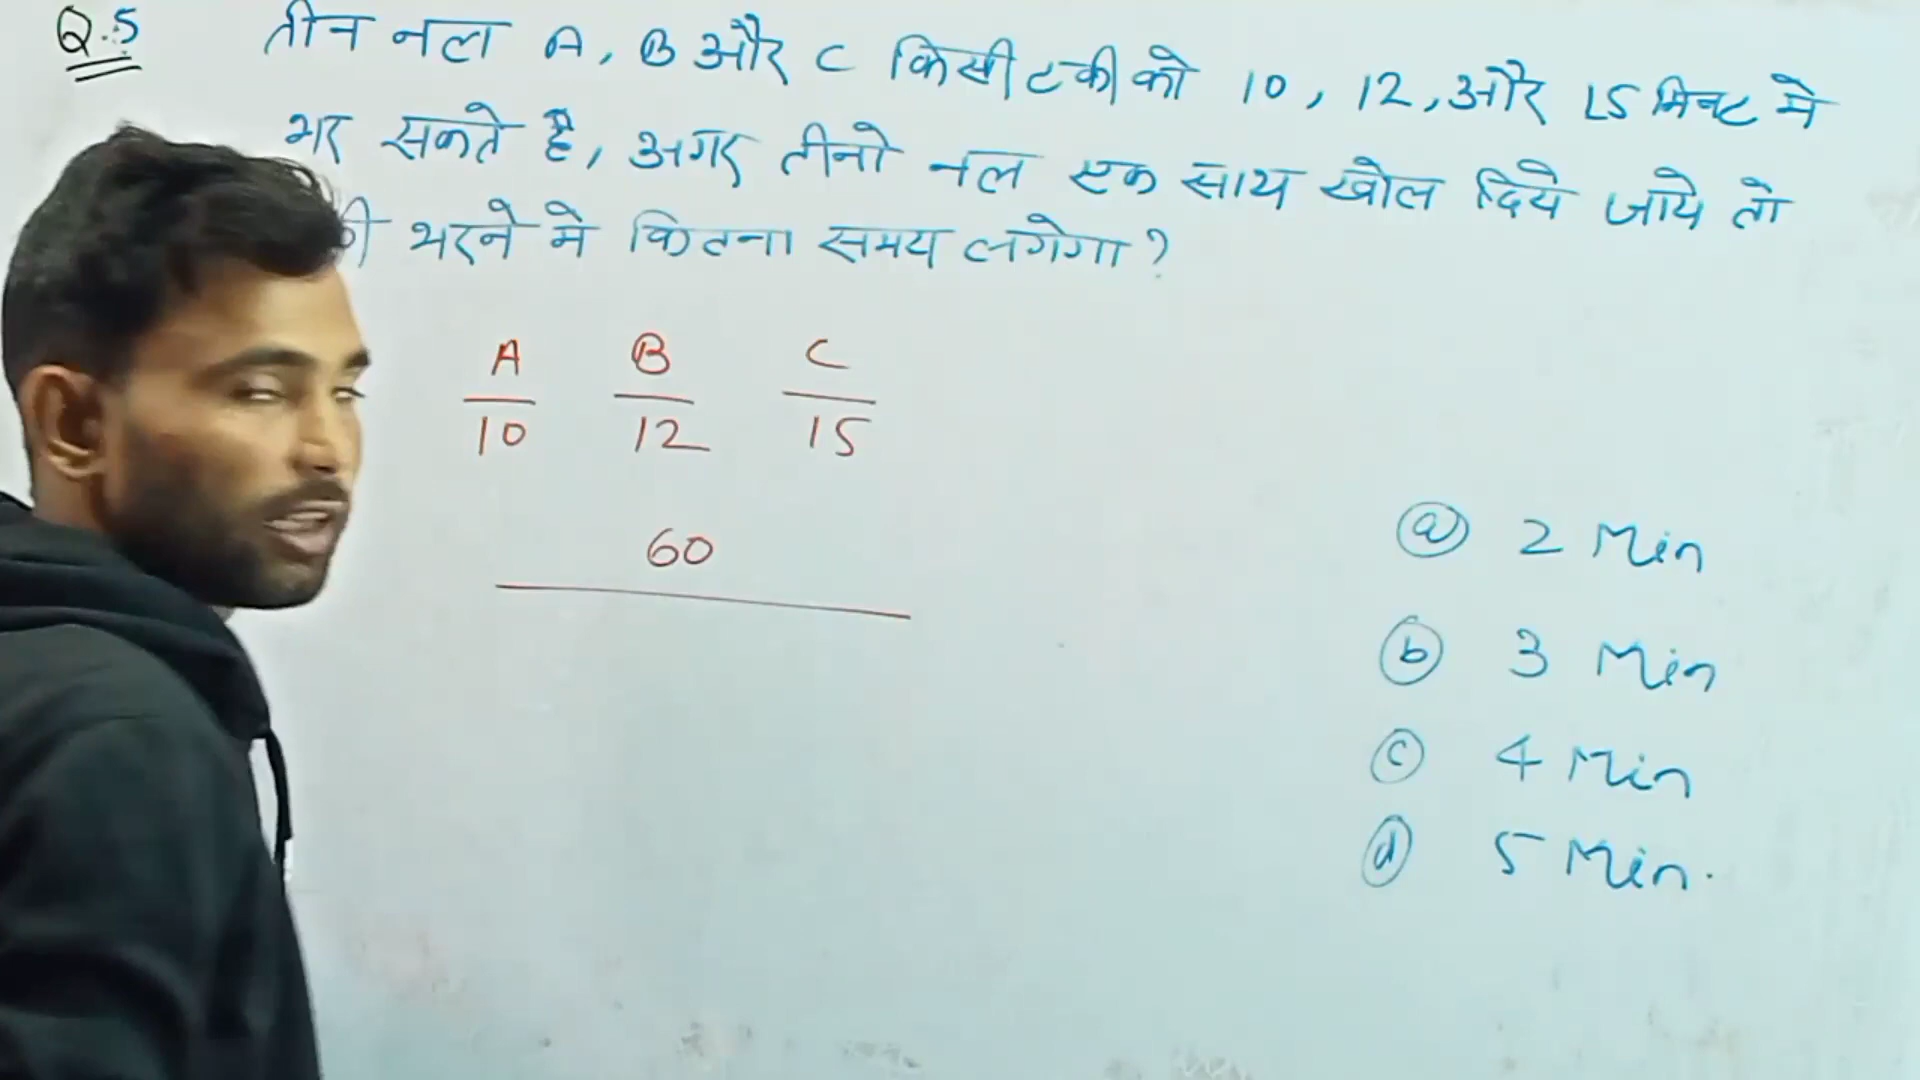 Q.5 तीन नल A, B और C किसी टंकी को 10, 12, और 15 मिनट मे
भर सकते है, अगर तीनो नल एक साथ खोल दिये जाये तो
भरने मे कितना समय लगेगा?
A B C
10 12 15
60
(a) 2 Min
(b) 3 Min
(c) 4 Min
(d) 5 Min.